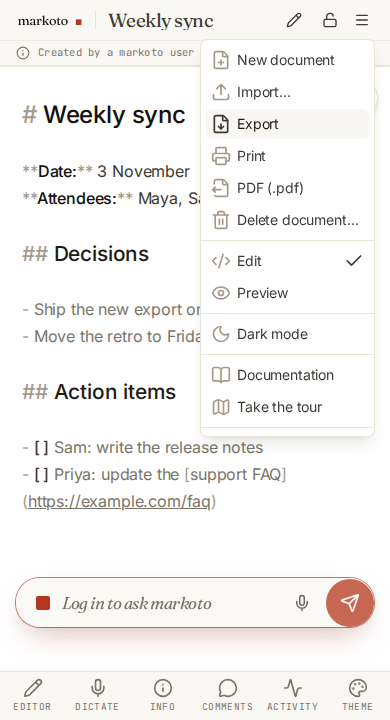 markoto
Weekly sync
Created by a markoto user
New document
Import...
Export
Print
PDF (.pdf)
Delete document...
Edit
Preview
Dark mode
Documentation
Take the tour
# Weekly sync
**Date:** 3 November
**Attendees:** Maya,
## Decisions
- Ship the new export
- Move the retro to
## Action items
- [ ] Sam: write the release notes
- [ ] Priya: update the [support FAQ]
(https://example.com/faq)
Log in to ask markoto
EDITOR DICTATE INFO COMMENTS ACTIVITY THEME